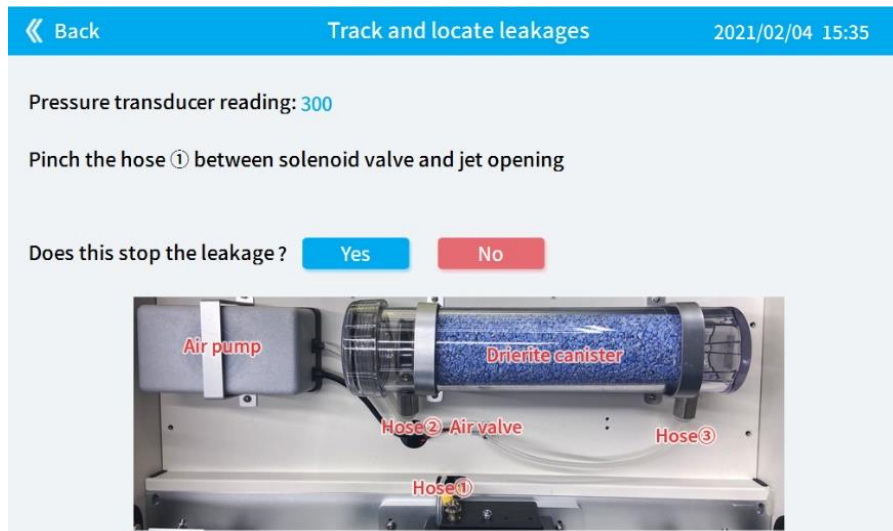 Back
Track and locate leakages
2021/02/04 15:35
Pressure transducer reading: 300
Pinch the hose ① between solenoid valve and jet opening
Does this stop the leakage?
Yes
No
Air pump
Drierite canister
Hose② Air valve
Hose③
Hose①